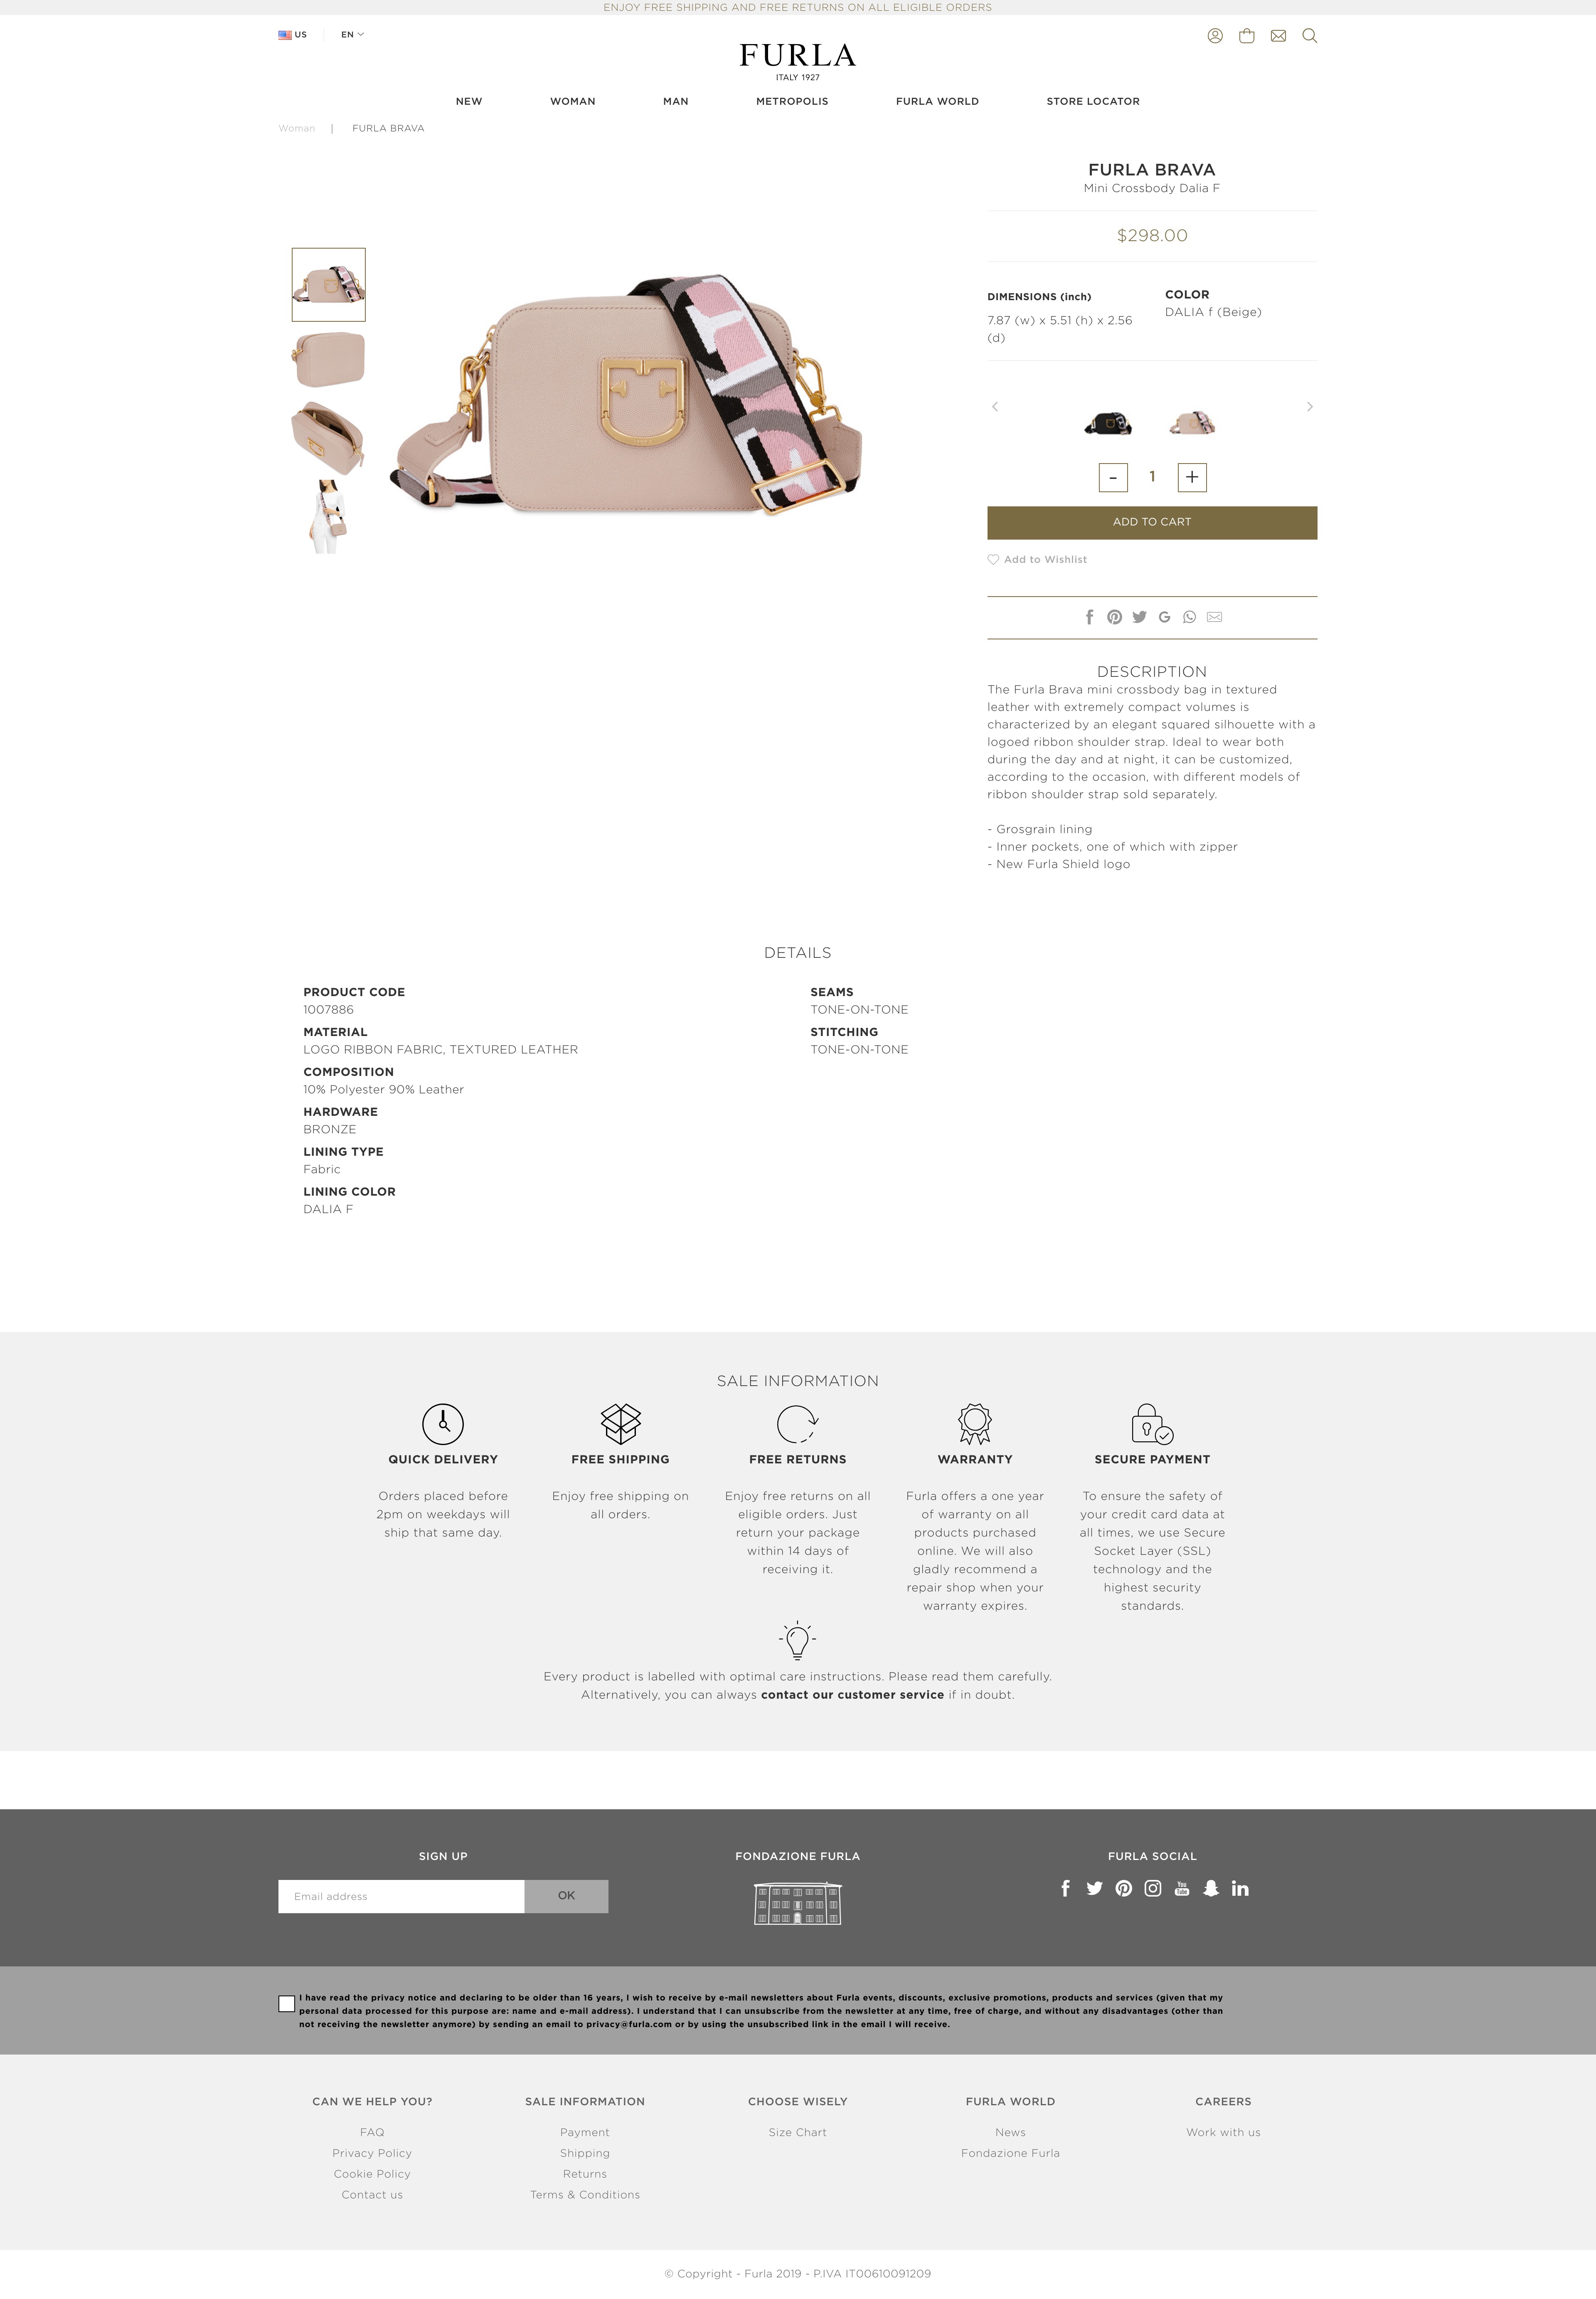 ENJOY FREE SHIPPING AND FREE RETURNS ON ALL ELIGIBLE ORDERS
US
EN
FURLA
ITALY 1927
NEW
WOMAN
MAN
METROPOLIS
FURLA WORLD
STORE LOCATOR
Woman | FURLA BRAVA
FURLA BRAVA
Mini Crossbody Dalia F
$298.00
DIMENSIONS (inch)
7.87 (w) x 5.51 (h) x 2.56
(d)
COLOR
DALIA f (Beige)
- 1 +
ADD TO CART
Add to Wishlist
DESCRIPTION
The Furla Brava mini crossbody bag in textured
leather with extremely compact volumes is
characterized by an elegant squared silhouette with a
logoed ribbon shoulder strap. Ideal to wear both
during the day and at night, it can be customized,
according to the occasion, with different models of
ribbon shoulder strap sold separately.
- Grosgrain lining
- Inner pockets, one of which with zipper
- New Furla Shield logo
DETAILS
PRODUCT CODE
1007886
MATERIAL
LOGO RIBBON FABRIC, TEXTURED LEATHER
COMPOSITION
10% Polyester 90% Leather
HARDWARE
BRONZE
LINING TYPE
Fabric
LINING COLOR
DALIA F
SEAMS
TONE-ON-TONE
STITCHING
TONE-ON-TONE
SALE INFORMATION
QUICK DELIVERY
Orders placed before
2pm on weekdays will
ship that same day.
FREE SHIPPING
Enjoy free shipping on
all orders.
FREE RETURNS
Enjoy free returns on all
eligible orders. Just
return your package
within 14 days of
receiving it.
WARRANTY
Furla offers a one year
of warranty on all
products purchased
online. We will also
gladly recommend a
repair shop when your
warranty expires.
SECURE PAYMENT
To ensure the safety of
your credit card data at
all times, we use Secure
Socket Layer (SSL)
technology and the
highest security
standards.
Every product is labelled with optimal care instructions. Please read them carefully.
Alternatively, you can always contact our customer service if in doubt.
SIGN UP
Email address
OK
FONDAZIONE FURLA
FURLA SOCIAL
You
Tube
I have read the privacy notice and declaring to be older than 16 years, I wish to receive by e-mail newsletters about Furla events, discounts, exclusive promotions, products and services (given that my
personal data processed for this purpose are: name and e-mail address). I understand that I can unsubscribe from the newsletter at any time, free of charge, and without any disadvantages (other than
not receiving the newsletter anymore) by sending an email to privacy@furla.com or by using the unsubscribed link in the email I will receive.
CAN WE HELP YOU?
FAQ
Privacy Policy
Cookie Policy
Contact us
SALE INFORMATION
Payment
Shipping
Returns
Terms & Conditions
CHOOSE WISELY
Size Chart
FURLA WORLD
News
Fondazione Furla
CAREERS
Work with us
© Copyright - Furla 2019 - P.IVA IT00610091209